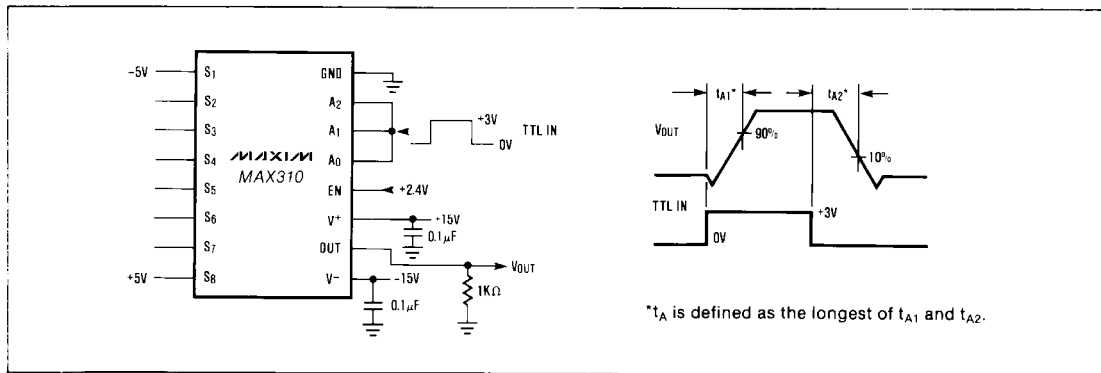 -5V S1 GND
S2 A2
S3 A1 +3V 0V TTL IN
S4 MAXIM A0
MAX310
S5 EN +2.4V
S6 V+ +15V
0.1µF
S7 OUT VOUT
+5V S8 V− −15V
0.1µF 1KΩ
tA1* tA2*
VOUT 90% 10%
TTL IN +3V
0V
*tA is defined as the longest of tA1 and tA2.